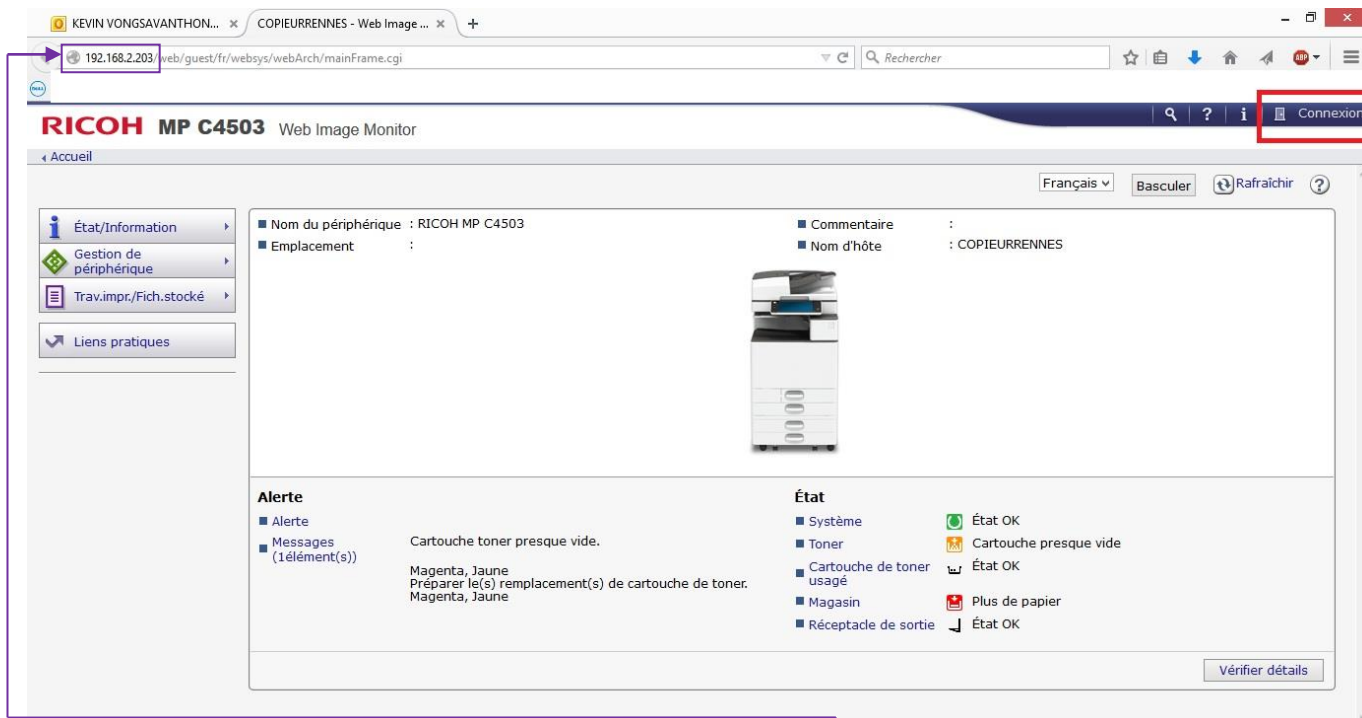 KEVIN VONGSAVANTHON... × COPIEURRENNES - Web Image ... × +
192.168.2.203/web/guest/fr/websys/webArch/mainFrame.cgi Rechercher ABP
DELL
RICOH MP C4503 Web Image Monitor ? i Connexion
Accueil
Français Basculer Rafraîchir ?
État/Information
Gestion de
périphérique
Trav.impr./Fich.stocké
Liens pratiques
Nom du périphérique : RICOH MP C4503 Commentaire :
Emplacement : Nom d'hôte : COPIEURRENNES
Alerte
Alerte
Messages
(1élément(s))
Cartouche toner presque vide.
Magenta, Jaune
Préparer le(s) remplacement(s) de cartouche de toner.
Magenta, Jaune
État
Système État OK
Toner Cartouche presque vide
Cartouche de toner
usagé État OK
Magasin Plus de papier
Réceptacle de sortie État OK
Vérifier détails